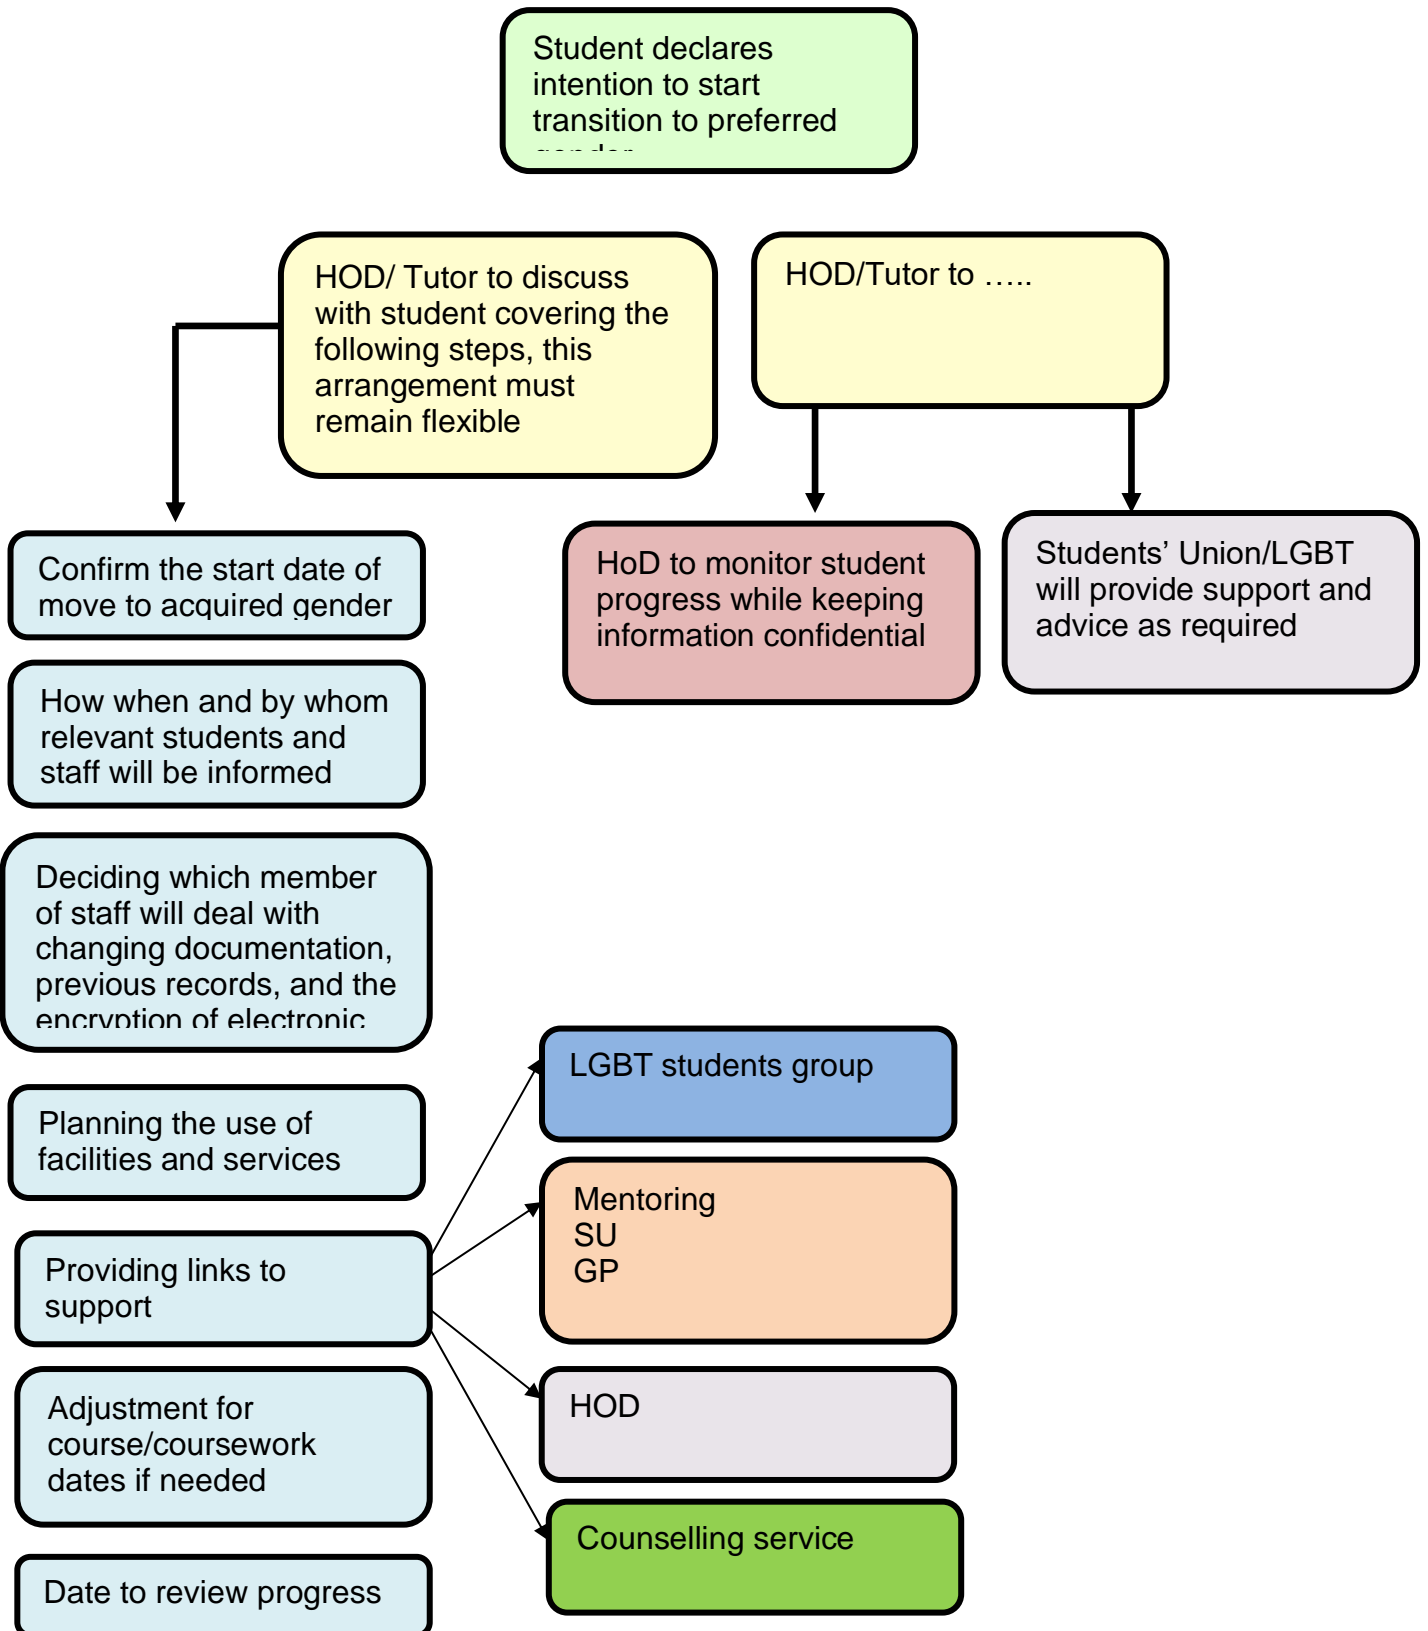 Student declares
intention to start
transition to preferred
HOD/ Tutor to discuss
with student covering the
following steps, this
arrangement must
remain flexible
HOD/Tutor to …..
Confirm the start date of
move to acquired gender
HoD to monitor student
progress while keeping
information confidential
Students’ Union/LGBT
will provide support and
advice as required
How when and by whom
relevant students and
staff will be informed
Deciding which member
of staff will deal with
changing documentation,
previous records, and the
encryption of electronic
LGBT students group
Planning the use of
facilities and services
Mentoring
SU
GP
Providing links to
support
Adjustment for
course/coursework
dates if needed
HOD
Counselling service
Date to review progress